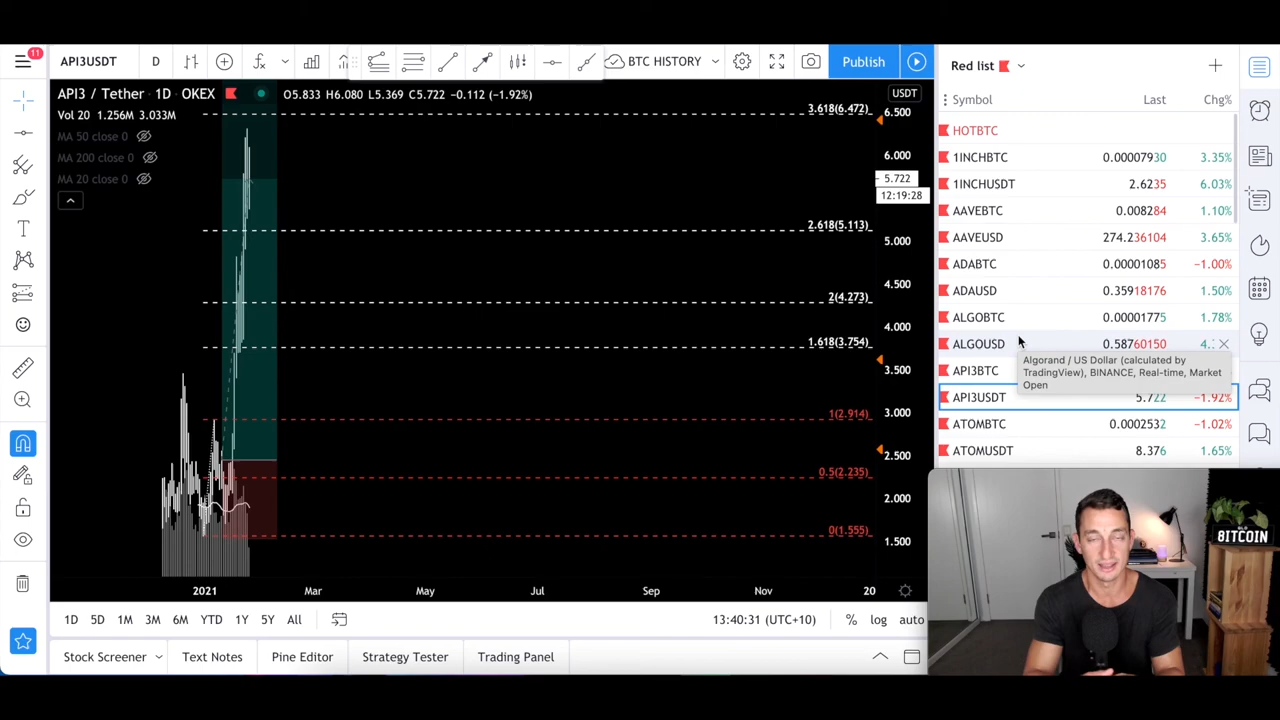 11
API3USDT D BTC HISTORY Publish
API3 / Tether · 1D · OKEX O5.833 H6.080 L5.369 C5.722 −0.112 (−1.92%)
Vol 20 1.256M 3.033M
MA 50 close 0
MA 200 close 0
MA 20 close 0
USDT
3.618(6.472)
2.618(5.113)
2(4.273)
1.618(3.754)
1(2.914)
0.5(2.235)
0(1.555)
6.500
6.000
5.722
12:19:28
5.000
4.500
4.000
3.500
3.000
2.500
2.000
1.500
2021 Mar May Jul Sep Nov 20
1D 5D 1M 3M 6M YTD 1Y 5Y All 13:40:31 (UTC+10) % log auto
Stock Screener Text Notes Pine Editor Strategy Tester Trading Panel
Red list
Symbol Last Chg%
HOTBTC
1INCHBTC 0.00007930 3.35%
1INCHUSDT 2.6235 6.03%
AAVEBTC 0.008284 1.10%
AAVEUSD 274.236104 3.65%
ADABTC 0.00001085 −1.00%
ADAUSD 0.35918176 1.50%
ALGOBTC 0.00001775 1.78%
ALGOUSD 0.58760150 4.
Algorand / US Dollar (calculated by
TradingView), BINANCE, Real-time, Market
Open
API3BTC
API3USDT 5.722 −1.92%
ATOMBTC 0.0002532 −1.02%
ATOMUSDT 8.376 1.65%
BITCOIN